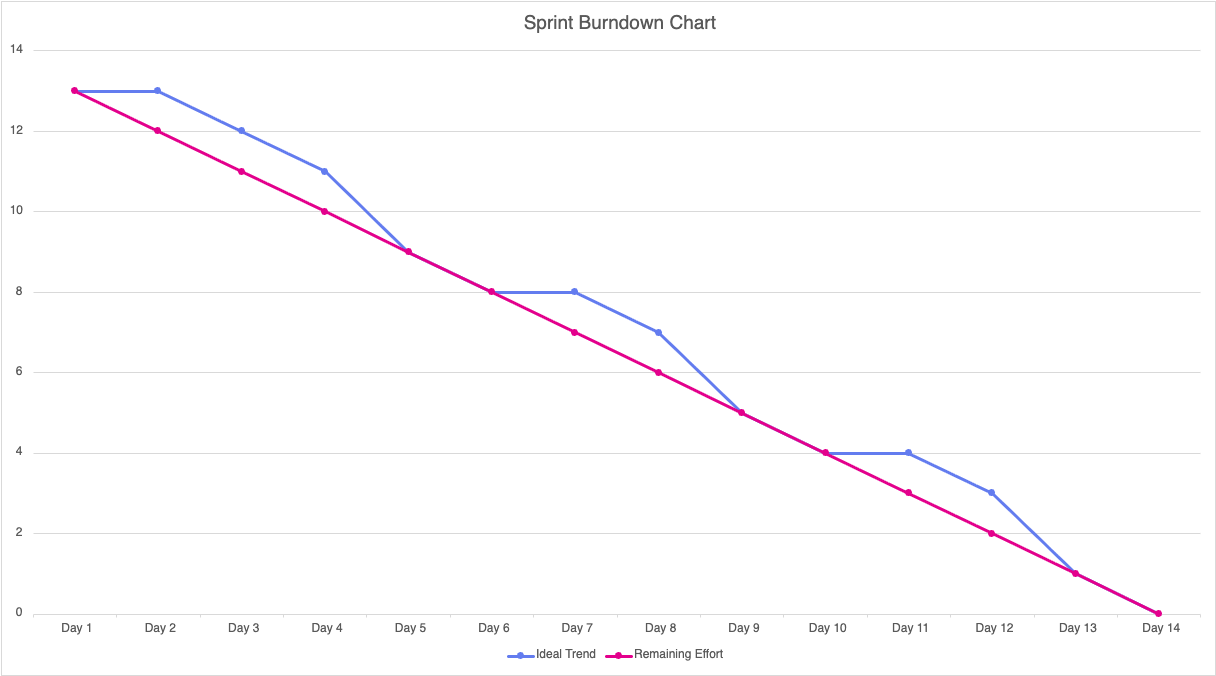 Sprint Burndown Chart
14
12
10
8
6
4
2
0
Day 1 Day 2 Day 3 Day 4 Day 5 Day 6 Day 7 Day 8 Day 9 Day 10 Day 11 Day 12 Day 13 Day 14
Ideal Trend Remaining Effort